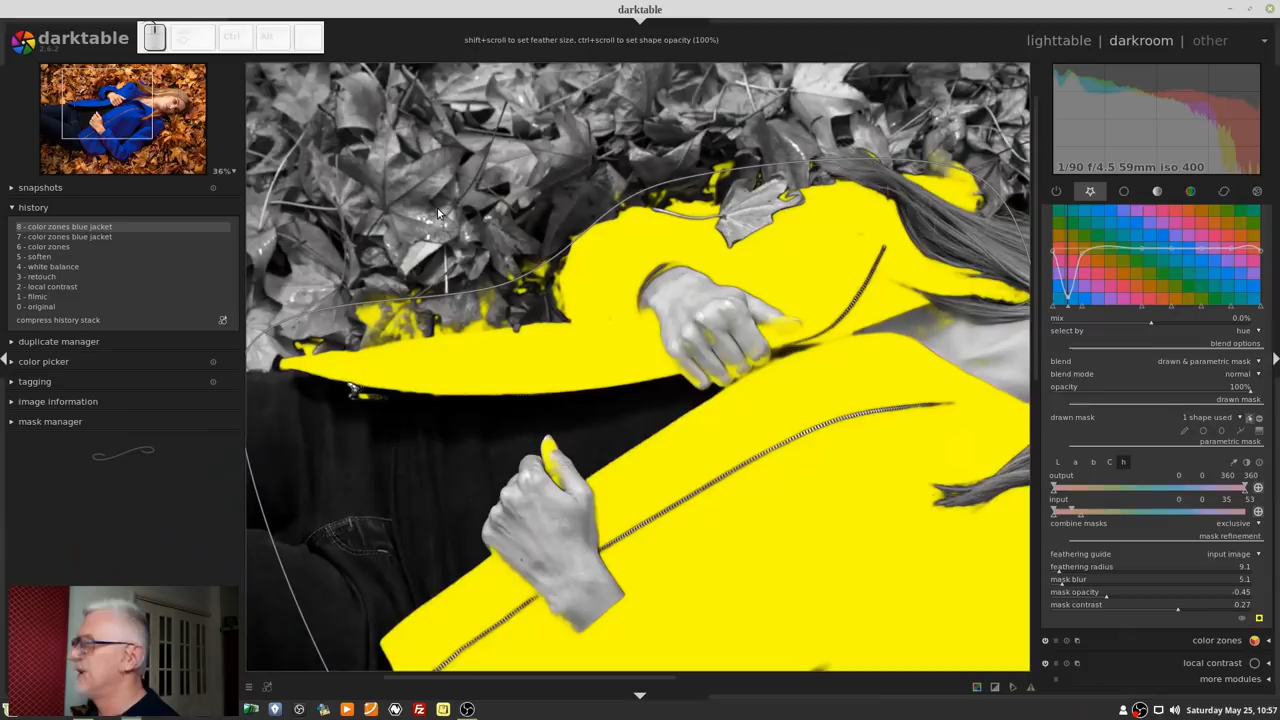 darktable
darktable
2.6.2
Ctrl
Alt
shift+scroll to set feather size, ctrl+scroll to set shape opacity (100%)
lighttable | darkroom | other
36%
1/90 f/4.5 59mm iso 400
snapshots
history
8 - color zones blue jacket
7 - color zones blue jacket
6 - color zones
5 - soften
4 - white balance
3 - retouch
2 - local contrast
1 - filmic
0 - original
compress history stack
duplicate manager
color picker
tagging
image information
mask manager
mix 0.0%
select by hue
blend options
blend drawn & parametric mask
blend mode normal
opacity 100%
drawn mask
drawn mask 1 shape used
parametric mask
L a b C h
output 0 0 360 360
input 0 0 35 53
combine masks exclusive
mask refinement
feathering guide input image
feathering radius 9.1
mask blur 5.1
mask opacity -0.45
mask contrast 0.27
color zones
local contrast
more modules
Saturday May 25, 10:57